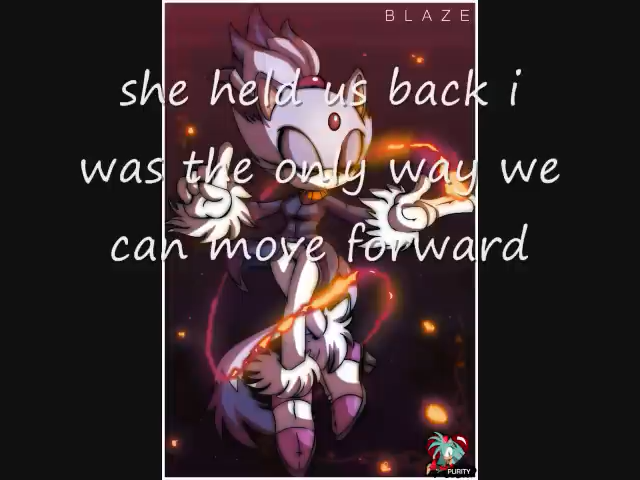 BLAZE
she held us back i
was the only way we
can move forward
PURITY